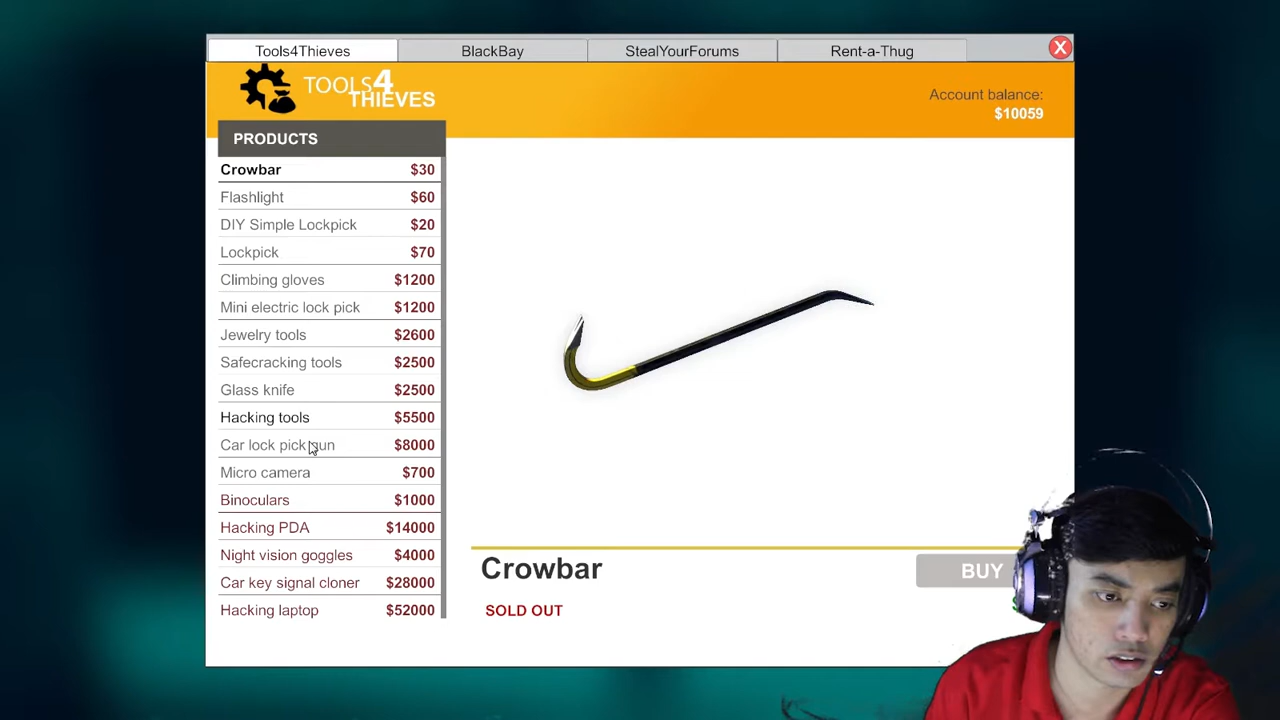 Tools4Thieves
BlackBay
StealYourForums
Rent-a-Thug
X
TOOLS4
THIEVES
Account balance:
$10059
PRODUCTS
Crowbar $30
Flashlight $60
DIY Simple Lockpick $20
Lockpick $70
Climbing gloves $1200
Mini electric lock pick $1200
Jewelry tools $2600
Safecracking tools $2500
Glass knife $2500
Hacking tools $5500
Car lock pick gun $8000
Micro camera $700
Binoculars $1000
Hacking PDA $14000
Night vision goggles $4000
Car key signal cloner $28000
Hacking laptop $52000
Crowbar
BUY
SOLD OUT